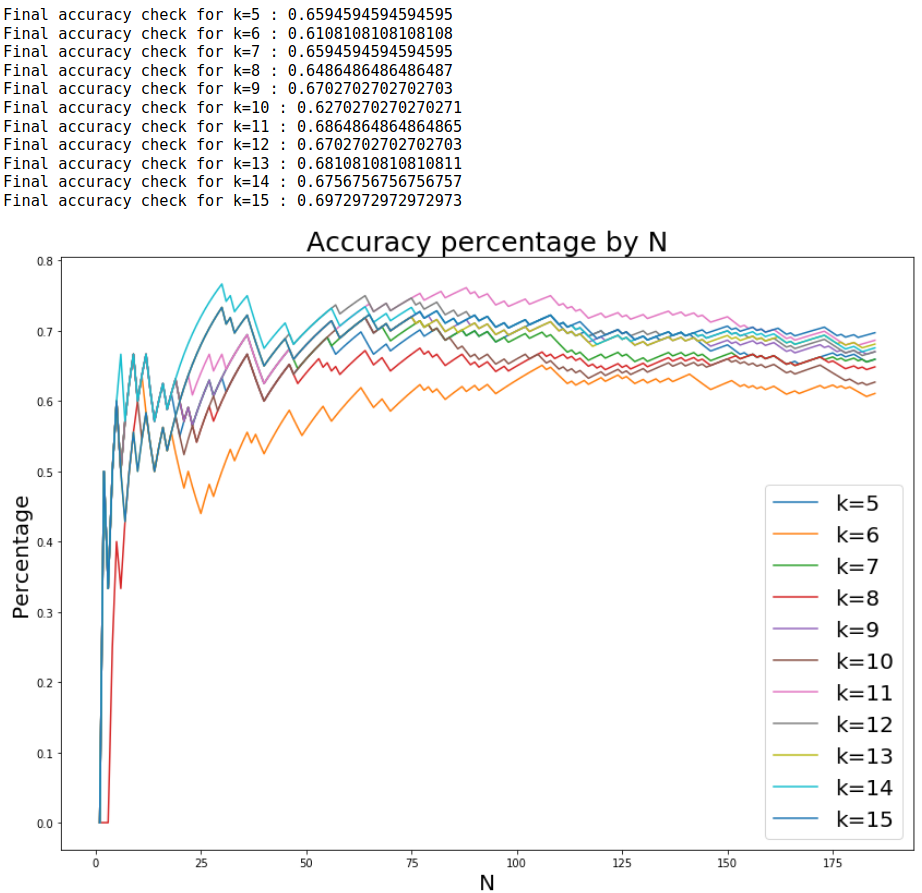 Final accuracy check for k=5 : 0.6594594594594595
Final accuracy check for k=6 : 0.6108108108108108
Final accuracy check for k=7 : 0.6594594594594595
Final accuracy check for k=8 : 0.6486486486486487
Final accuracy check for k=9 : 0.6702702702702703
Final accuracy check for k=10 : 0.6270270270270271
Final accuracy check for k=11 : 0.6864864864864865
Final accuracy check for k=12 : 0.6702702702702703
Final accuracy check for k=13 : 0.6810810810810811
Final accuracy check for k=14 : 0.6756756756756757
Final accuracy check for k=15 : 0.6972972972972973
Accuracy percentage by N
0.8
0.7
0.6
0.5
0.4
0.3
0.2
0.1
0.0
Percentage
k=5
k=6
k=7
k=8
k=9
k=10
k=11
k=12
k=13
k=14
k=15
0 25 50 75 100 125 150 175
N